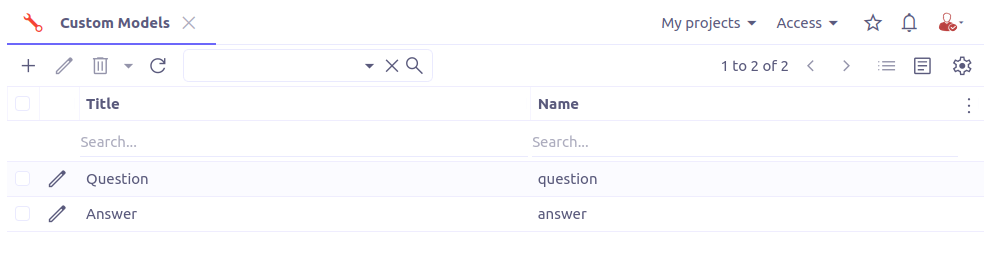 Custom Models My projects Access
1 to 2 of 2
Title Name
Search... Search...
Question question
Answer answer